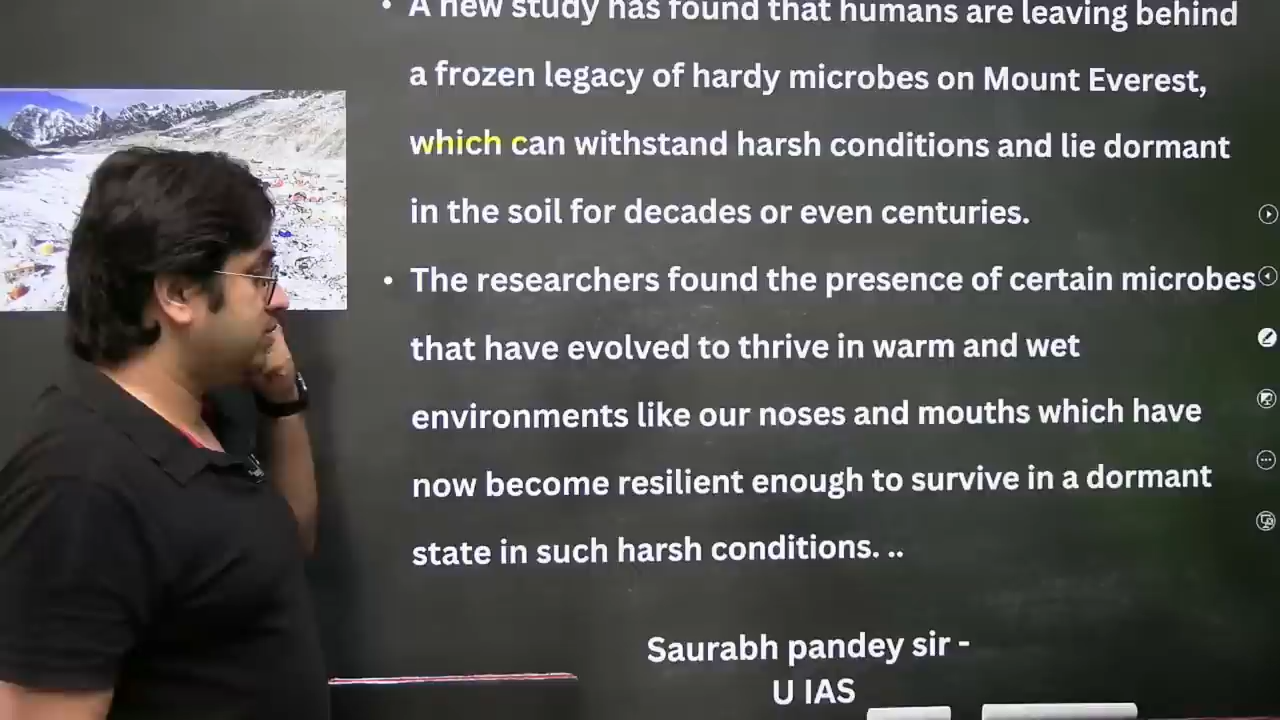 • A new study has found that humans are leaving behind
a frozen legacy of hardy microbes on Mount Everest,
which can withstand harsh conditions and lie dormant
in the soil for decades or even centuries.
• The researchers found the presence of certain microbes
that have evolved to thrive in warm and wet
environments like our noses and mouths which have
now become resilient enough to survive in a dormant
state in such harsh conditions. ..
Saurabh pandey sir -
U IAS